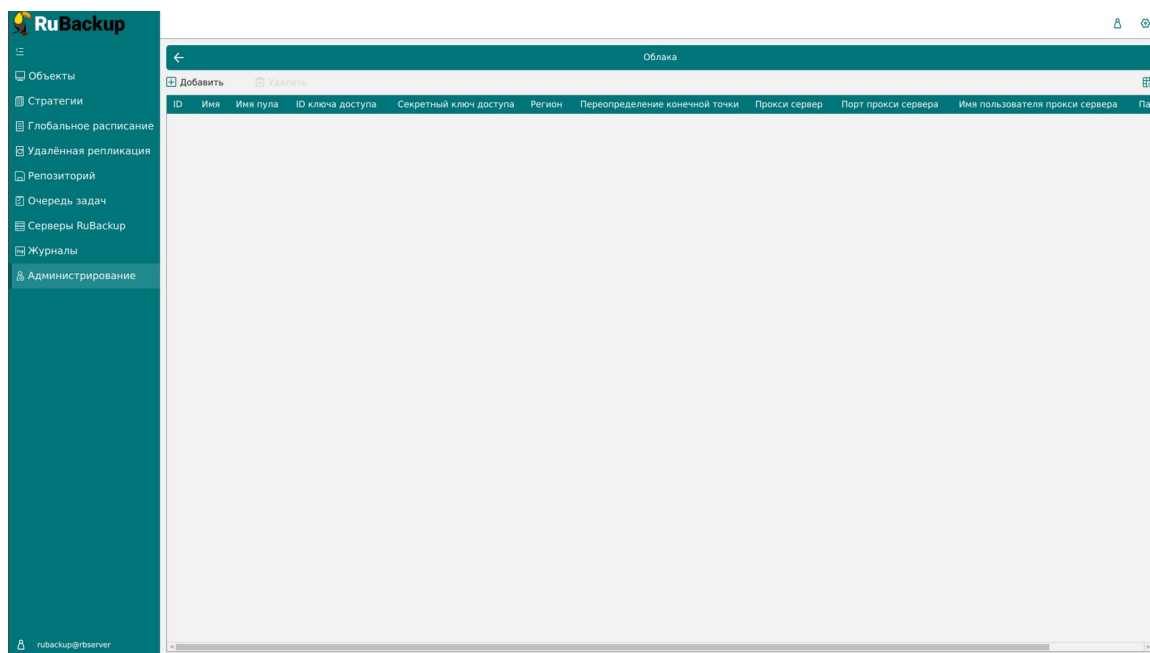 RuBackup
Облака
Объекты
Стратегии
Глобальное расписание
Удалённая репликация
Репозиторий
Очередь задач
Серверы RuBackup
Журналы
Администрирование
Добавить Удалить
ID Имя Имя пула ID ключа доступа Секретный ключ доступа Регион Переопределение конечной точки Прокси сервер Порт прокси сервера Имя пользователя прокси сервера Па
rubackup@rbserver